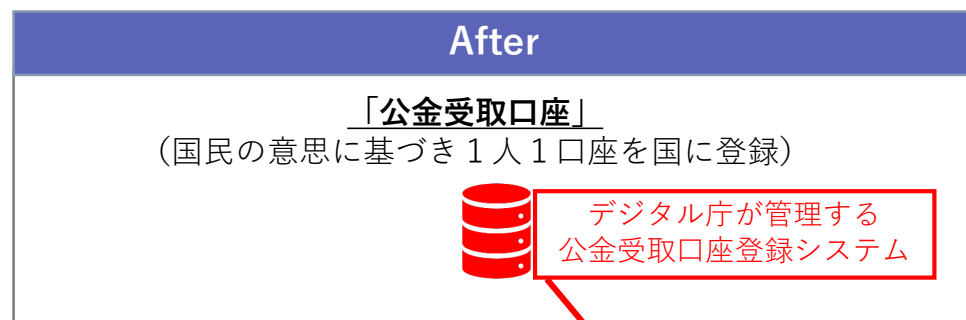 After
「公金受取口座」
（国民の意思に基づき１人１口座を国に登録）
デジタル庁が管理する
公金受取口座登録システム